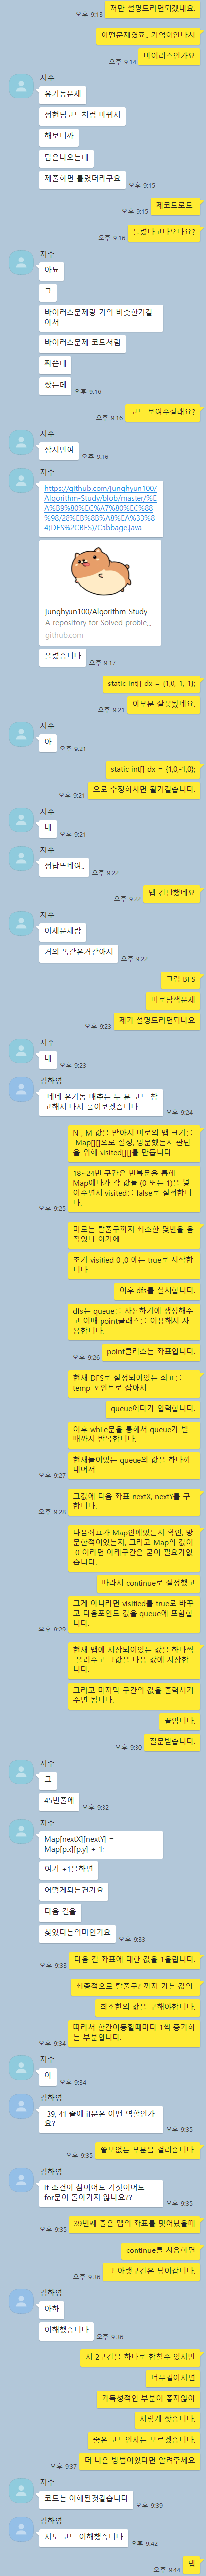 저만 설명드리면되겠네요.
오후 9:13
어떤문제였죠.. 기억이안나서
바이러스인가요
오후 9:14
지수
유기농문제
정현님코드처럼 바꿔서
해보니까
답은나오는데
제출하면 틀렸더라구요
오후 9:15
제코드로도
오후 9:15
틀렸다고나오나요?
오후 9:16
지수
아뇨
그
바이러스문제랑 거의 비슷한거같
아서
바이러스문제 코드처럼
짜쓴데
짰는데
오후 9:16
코드 보여주실래요?
오후 9:16
지수
잠시만여
오후 9:16
지수
https://github.com/junghyun100/
Algorithm-Study/blob/master/%E
A%B9%80%EC%A7%80%EC%88
%98/28%EB%8B%A8%EA%B3%8
4(DFS%2CBFS)/Cabbage.java
junghyun100/Algorithm-Study
A repository for Solved proble...
github.com
올렸습니다
오후 9:17
static int[] dx = {1,0,-1,-1};
이부분 잘못됬네요.
오후 9:21
지수
아
오후 9:21
static int[] dx = {1,0,-1,0};
으로 수정하시면 될거같습니다.
오후 9:21
지수
네
오후 9:21
지수
정답뜨네여..
오후 9:22
넵 간단했네요
오후 9:22
지수
어제문제랑
거의 똑같은거같아서
오후 9:22
그럼 BFS
미로탐색문제
제가 설명드리면되나요
오후 9:23
지수
네
오후 9:23
김하영
네네 유기농 배추는 두 분 코드 참
고해서 다시 풀어보겠습니다
오후 9:24
N , M 값을 받아서 미로의 맵 크기를
Map[][]으로 설정, 방문했는지 판단
을 위해 visited[][]를 만듭니다.
18~24번 구간은 반복문을 통해
Map에다가 각 값들 (0 또는 1)을 넣
어주면서 visited를 false로 설정합니
다.
오후 9:25
미로는 탈출구까지 최소한 몇번을 움
직였나 이기에
초기 visitied 0 ,0 에는 true로 시작합
니다.
이후 dfs를 실시합니다.
dfs는 queue를 사용하기에 생성해주
고 이때 point클래스를 이용해서 사
용합니다.
point클래스는 좌표입니다.
오후 9:26
현재 DFS로 설정되어있는 좌표를
temp 포인트로 잡아서
queue에다가 입력합니다.
이후 while문을 통해서 queue가 빌
때까지 반복합니다.
현재들어있는 queue의 값을 하나꺼
내어서
오후 9:27
그값에 다음 좌표 nextX, nextY를 구
합니다.
오후 9:28
다음좌표가 Map안에있는지 확인, 방
문한적이있는지, 그리고 Map의 값이
0 이라면 아래구간은 굳이 필요가없
습니다.
따라서 continue로 설정했고
그게 아니라면 visitied를 true로 바꾸
고 다음포인트 값을 queue에 포함합
니다.
오후 9:29
현재 맵에 저장되어있는 값을 하나씩
올려주고 그값을 다음 값에 저장합
니다.
그리고 마지막 구간의 값을 출력시켜
주면 됩니다.
끝입니다.
질문받습니다.
오후 9:30
지수
그
45번줄에
오후 9:32
지수
Map[nextX][nextY] =
Map[p.x][p.y] + 1;
여기 +1을하면
어떻게되는건가요
다음 길을
찾았다는의미인가요
오후 9:33
다음 갈 좌표에 대한 값을 1올립니다.
오후 9:33
최종적으로 탈출구? 까지 가는 값의
최소한의 값을 구해야합니다.
따라서 한칸이동할때마다 1씩 증가하
는 부분입니다.
오후 9:34
지수
아
오후 9:34
김하영
39, 41 줄에 if문은 어떤 역할인가
요?
오후 9:35
쓸모없는 부분을 걸러줍니다.
오후 9:35
김하영
if 조건이 참이어도 거짓이어도
for문이 돌아가지 않나요??
오후 9:35
39번째 줄은 맵의 좌표를 벗어났을때
오후 9:35
continue를 사용하면
그 아랫구간은 넘어갑니다.
오후 9:36
김하영
아하
이해했습니다
오후 9:36
저 2구간을 하나로 합칠수 있지만
너무길어지면
가독성적인 부분이 좋지않아
저렇게 짯습니다.
좋은 코드인지는 모르겠습니다.
더 나은 방법이있다면 알려주세요
오후 9:37
지수
코드는 이해된것같습니다
오후 9:39
김하영
저도 코드 이해했습니다
오후 9:42
넵
오후 9:44